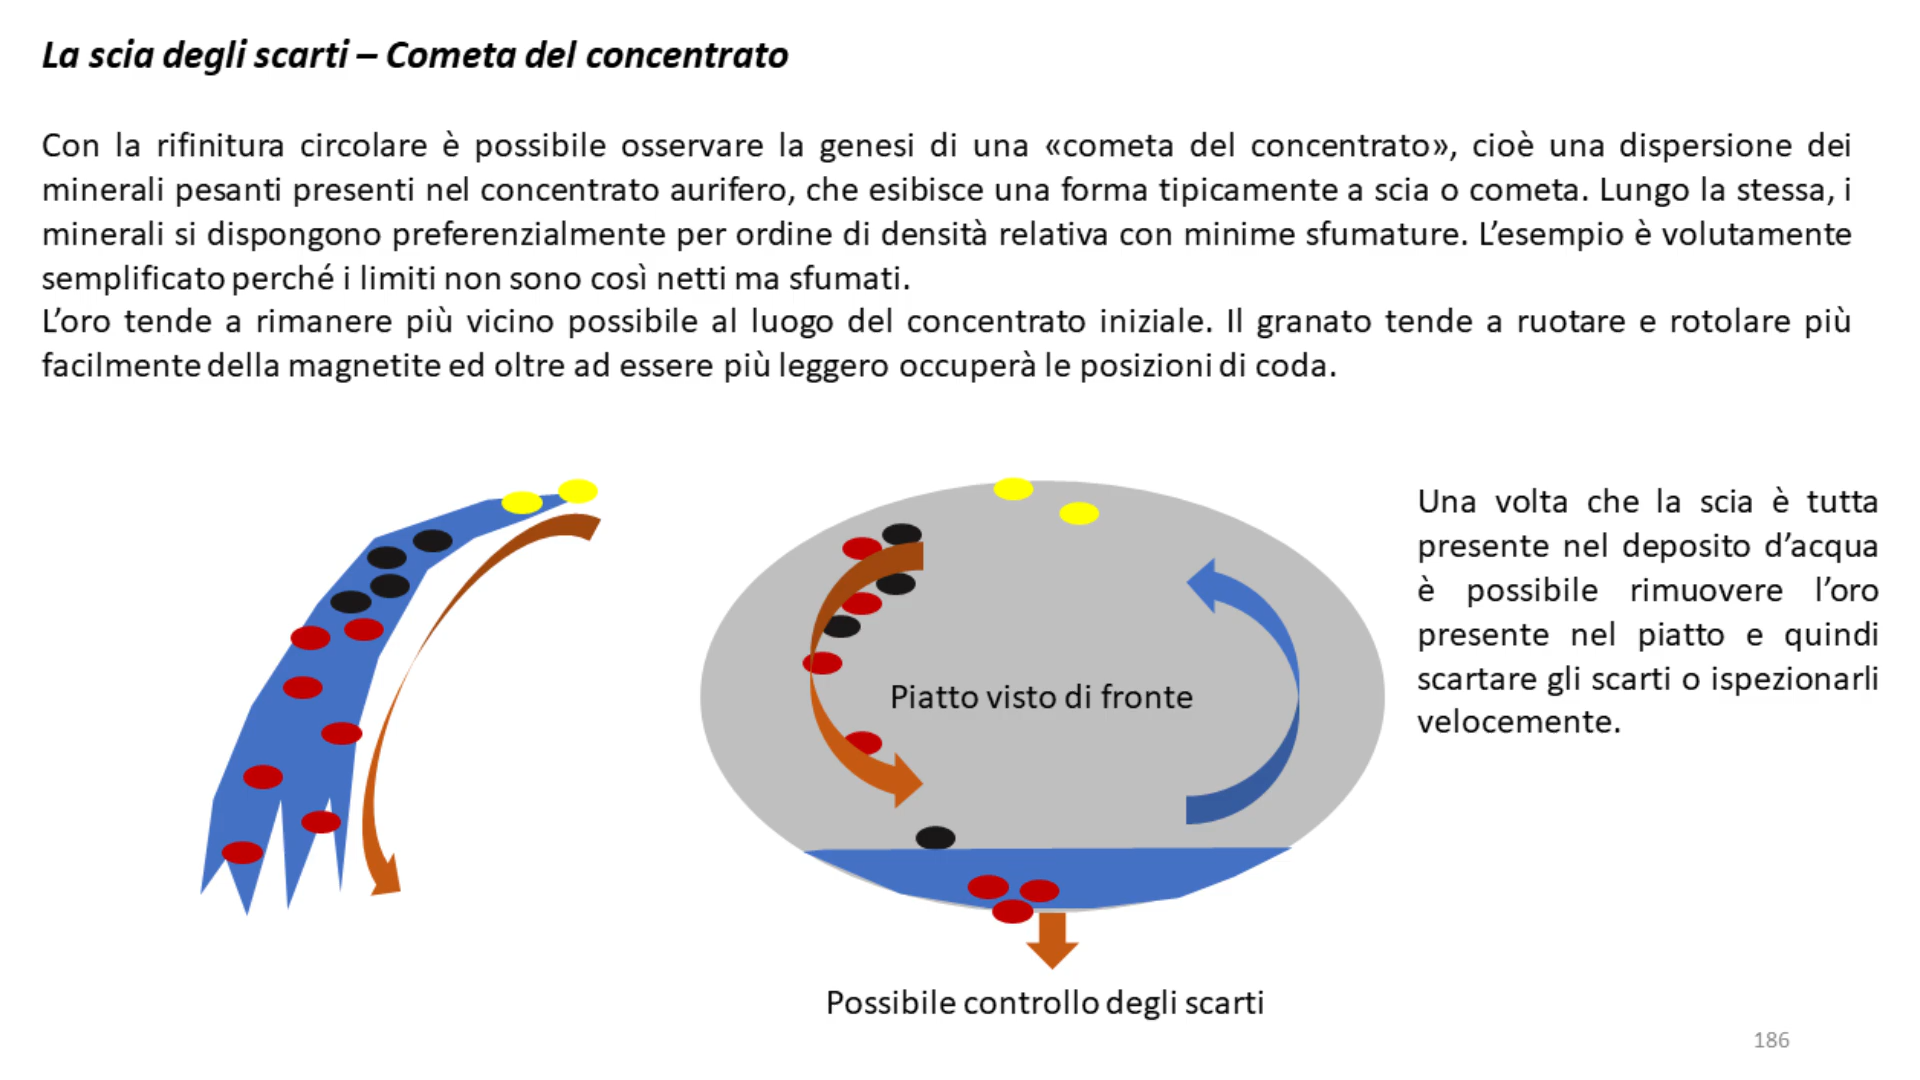 La scia degli scarti – Cometa del concentrato
Con la rifinitura circolare è possibile osservare la genesi di una «cometa del concentrato», cioè una dispersione dei
minerali pesanti presenti nel concentrato aurifero, che esibisce una forma tipicamente a scia o cometa. Lungo la stessa, i
minerali si dispongono preferenzialmente per ordine di densità relativa con minime sfumature. L’esempio è volutamente
semplificato perché i limiti non sono così netti ma sfumati.
L’oro tende a rimanere più vicino possibile al luogo del concentrato iniziale. Il granato tende a ruotare e rotolare più
facilmente della magnetite ed oltre ad essere più leggero occuperà le posizioni di coda.
Piatto visto di fronte
Una volta che la scia è tutta
presente nel deposito d’acqua
è possibile rimuovere l’oro
presente nel piatto e quindi
scartare gli scarti o ispezionarli
velocemente.
Possibile controllo degli scarti
186